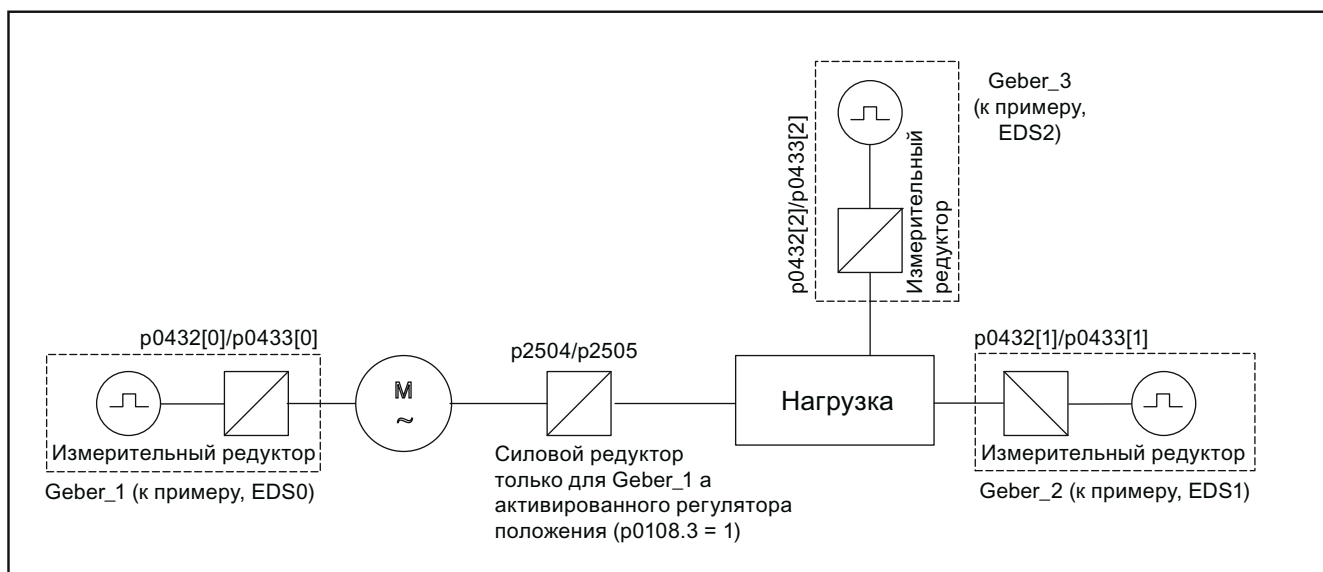 Geber_3
(к примеру,
EDS2)
p0432[2]/p0433[2]
Измерительный
редуктор
p0432[0]/p0433[0]
Измерительный редуктор
Geber_1 (к примеру, EDS0)
M
~
p2504/p2505
Силовой редуктор
только для Geber_1 а
активированного регулятора
положения (p0108.3 = 1)
Нагрузка
p0432[1]/p0433[1]
Измерительный редуктор
Geber_2 (к примеру, EDS1)